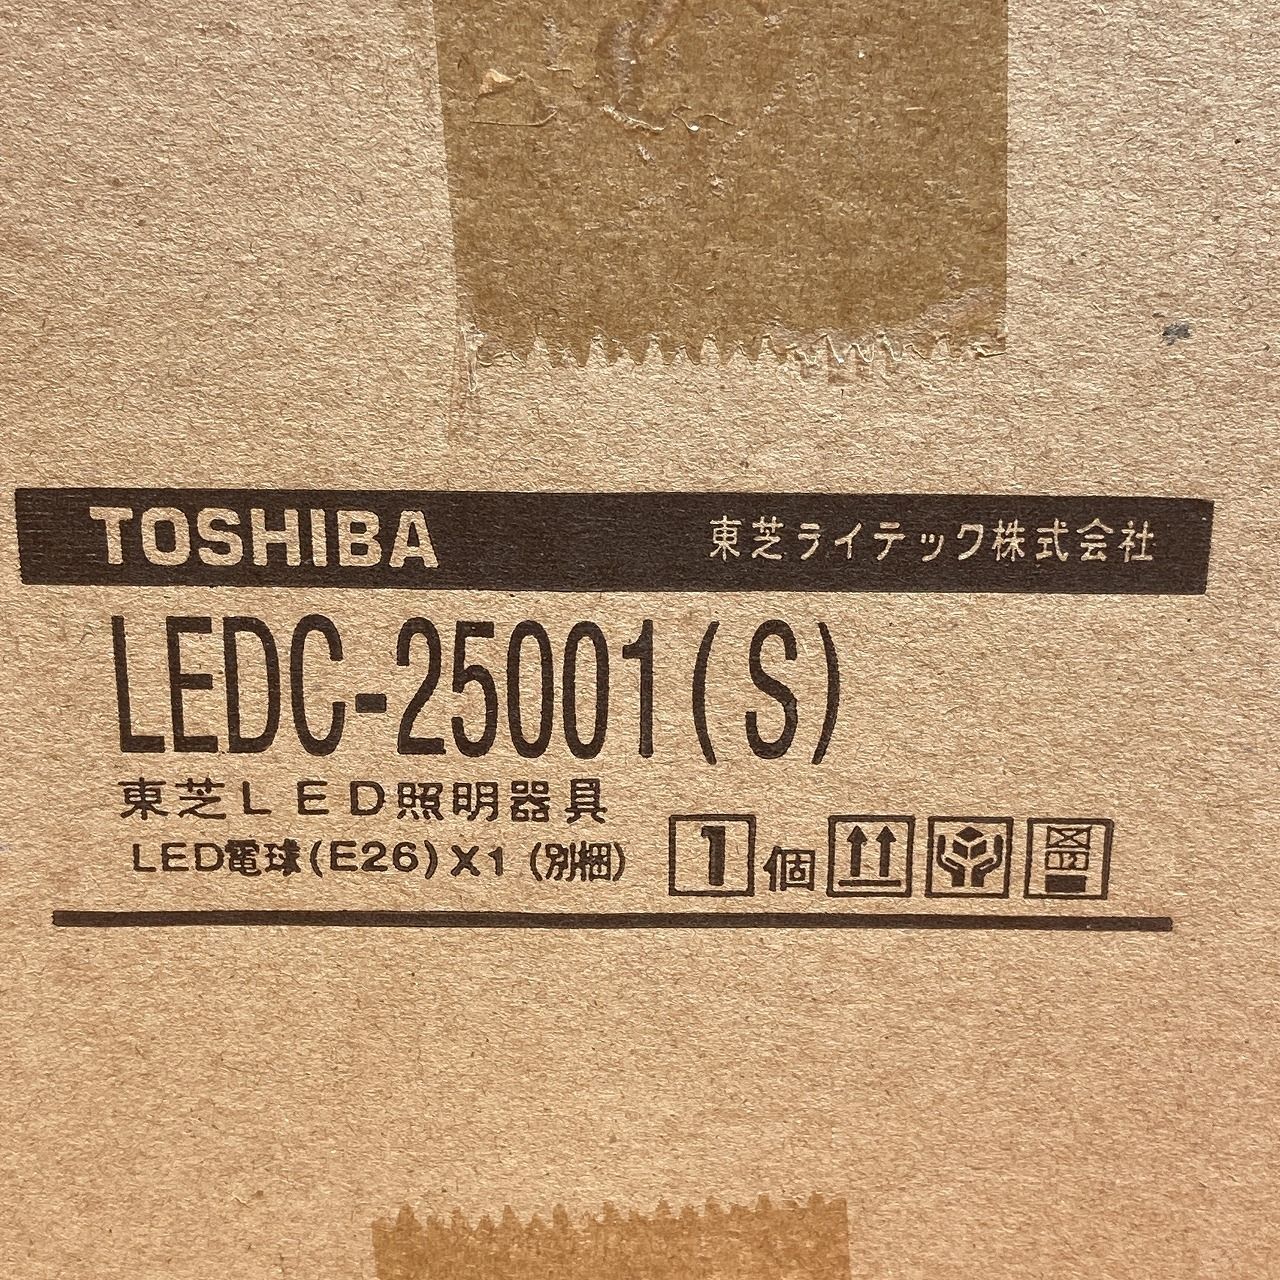 TOSHIBA 東芝ライテック株式会社
LEDC-25001(S)
東芝LED照明器具
LED電球(E26)X1 (別梱)
1個
12